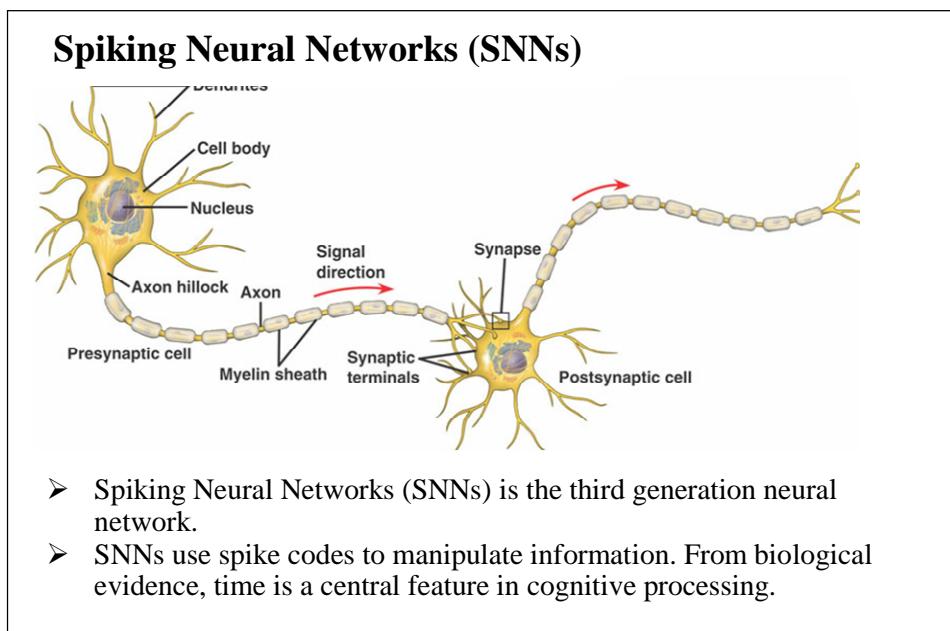 Spiking Neural Networks (SNNs)
Dendrites
Cell body
Nucleus
Axon hillock
Axon
Signal
direction
Synapse
Presynaptic cell
Myelin sheath
Synaptic
terminals
Postsynaptic cell
➢ Spiking Neural Networks (SNNs) is the third generation neural
network.
➢ SNNs use spike codes to manipulate information. From biological
evidence, time is a central feature in cognitive processing.